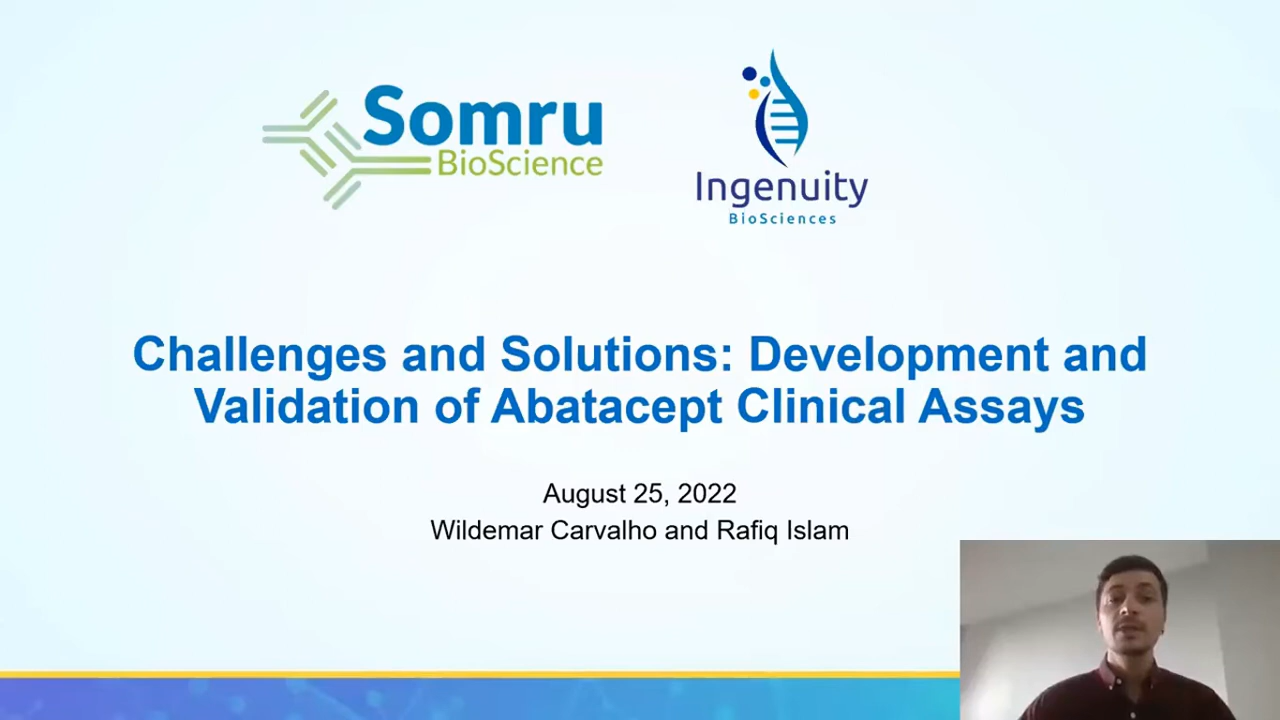 Somru
BioScience
Ingenuity
BioSciences
Challenges and Solutions: Development and
Validation of Abatacept Clinical Assays
August 25, 2022
Wildemar Carvalho and Rafiq Islam